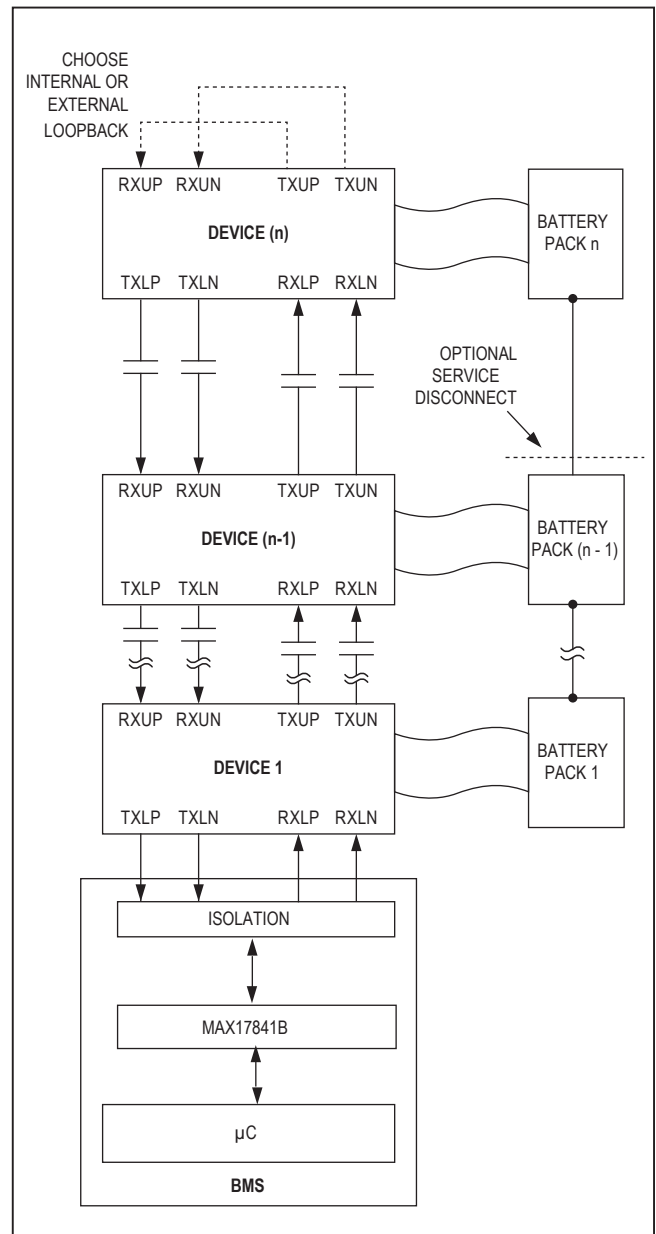 CHOOSE
INTERNAL OR
EXTERNAL
LOOPBACK
RXUP RXUN TXUP TXUN
DEVICE (n)
TXLP TXLN RXLP RXLN
BATTERY
PACK n
OPTIONAL
SERVICE
DISCONNECT
RXUP RXUN TXUP TXUN
DEVICE (n-1)
TXLP TXLN RXLP RXLN
BATTERY
PACK (n - 1)
RXUP RXUN TXUP TXUN
DEVICE 1
TXLP TXLN RXLP RXLN
BATTERY
PACK 1
ISOLATION
MAX17841B
µC
BMS